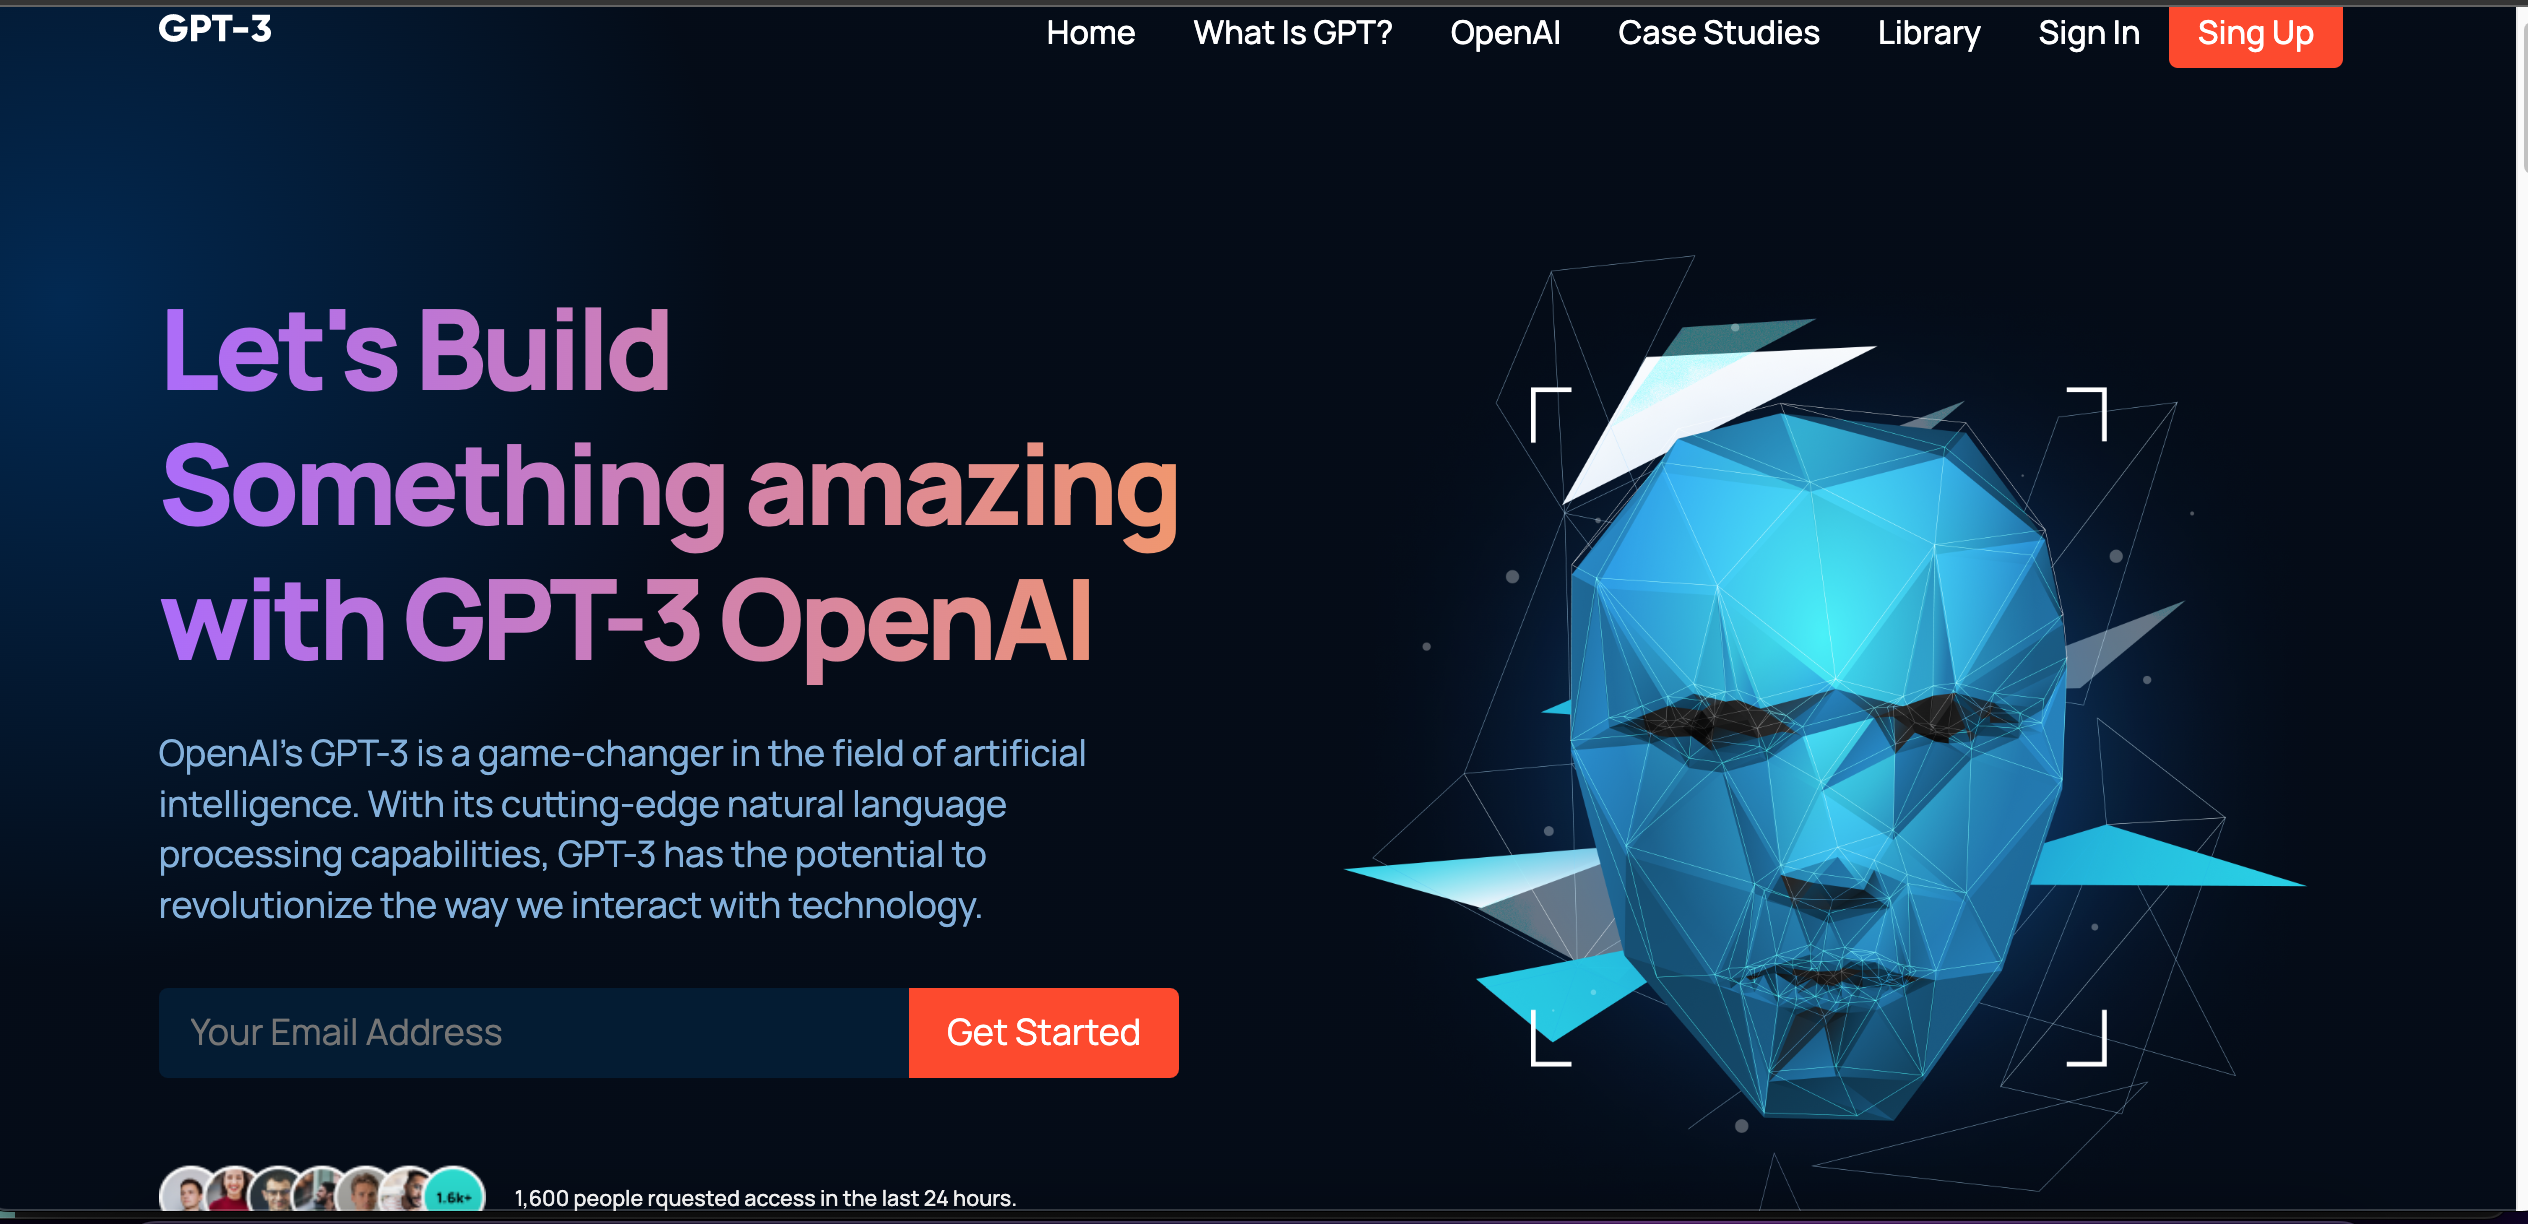 GPT-3
Home What Is GPT? OpenAI Case Studies Library Sign In Sing Up
Let's Build
Something amazing
with GPT-3 OpenAI
OpenAI's GPT-3 is a game-changer in the field of artificial
intelligence. With its cutting-edge natural language
processing capabilities, GPT-3 has the potential to
revolutionize the way we interact with technology.
Your Email Address Get Started
1.6k+ 1,600 people rquested access in the last 24 hours.